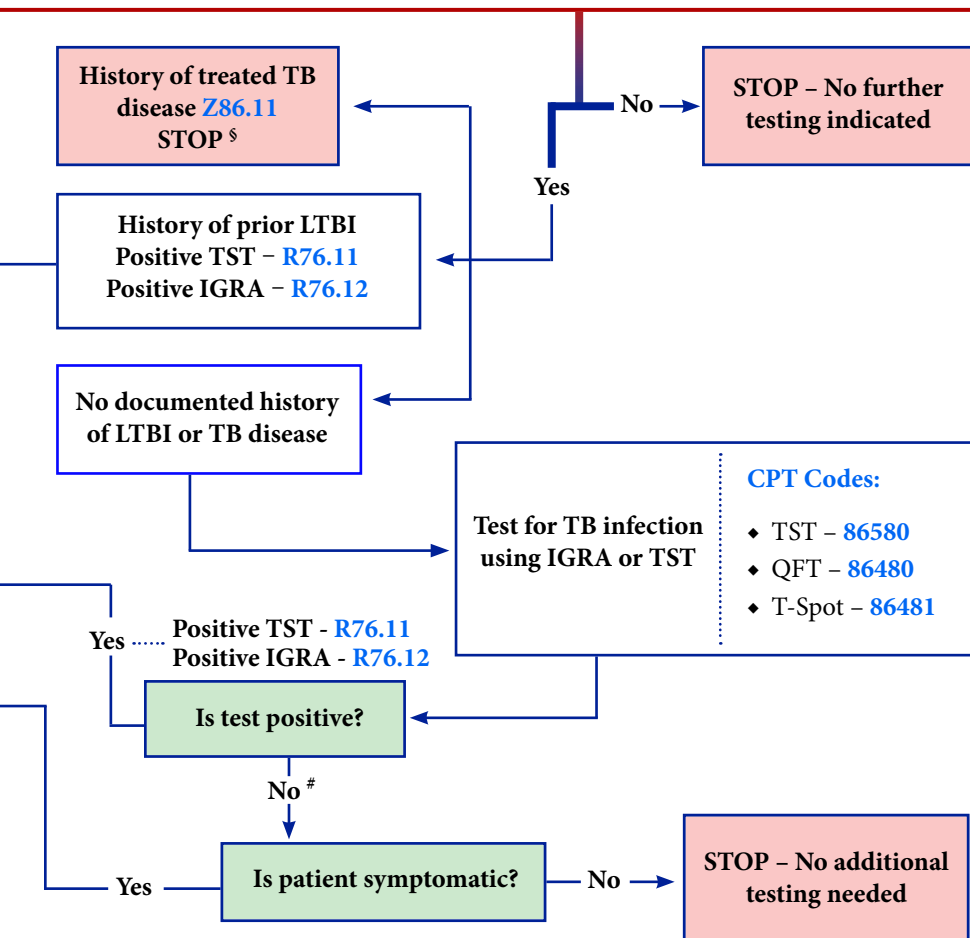 History of treated TB
disease Z86.11
STOP §
No
STOP – No further
testing indicated
Yes
History of prior LTBI
Positive TST – R76.11
Positive IGRA – R76.12
No documented history
of LTBI or TB disease
Test for TB infection
using IGRA or TST
CPT Codes:
◆ TST – 86580
◆ QFT – 86480
◆ T-Spot – 86481
Yes
Positive TST - R76.11
Positive IGRA - R76.12
Is test positive?
No #
Is patient symptomatic?
Yes
No
STOP – No additional
testing needed